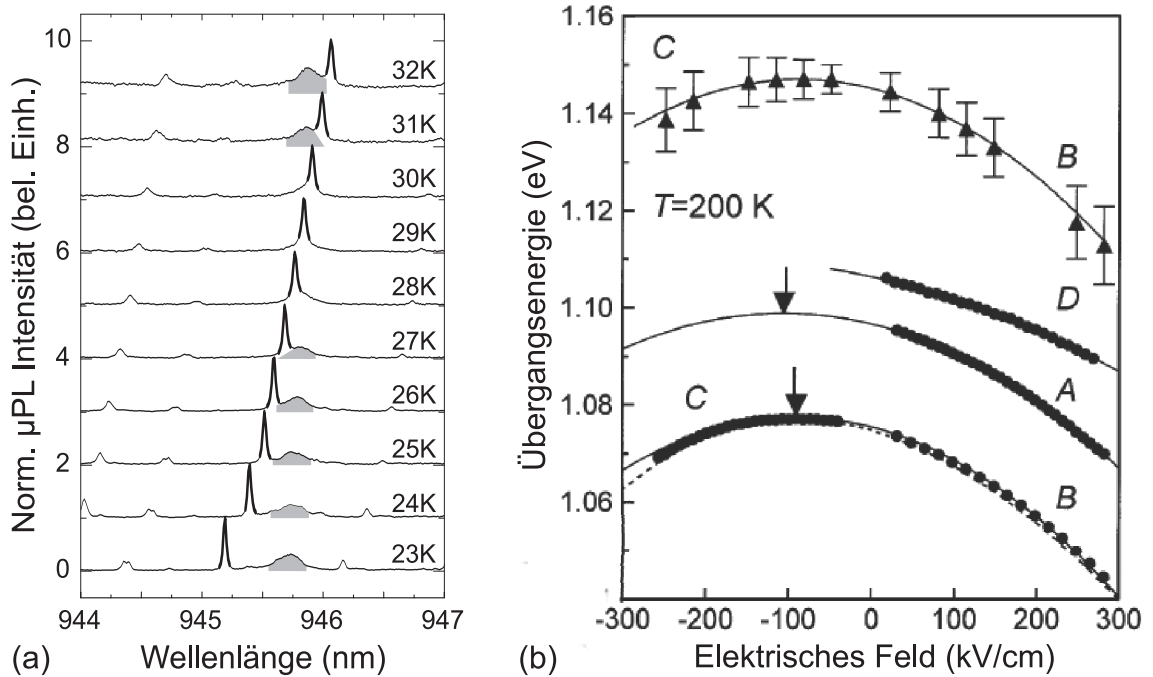 10
8
6
4
2
0
Norm. µPL Intensität (bel. Einh.)
32K
31K
30K
29K
28K
27K
26K
25K
24K
23K
944 945 946 947
(a) Wellenlänge (nm)
1.16
1.14
1.12
1.10
1.08
1.06
Übergangsenergie (eV)
C
B
T=200 K
D
A
C
B
-300 -200 -100 0 100 200 300
(b) Elektrisches Feld (kV/cm)